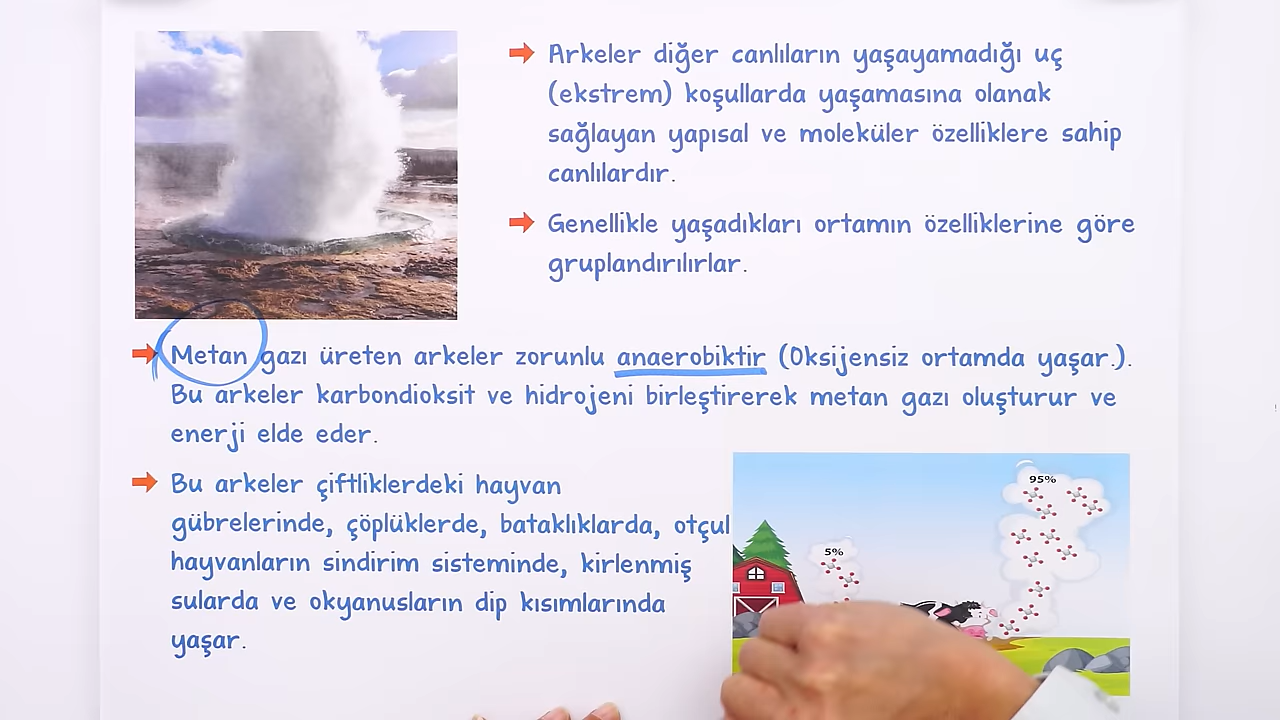 Arkeler diğer canlıların yaşayamadığı uç
(ekstrem) koşullarda yaşamasına olanak
sağlayan yapısal ve moleküler özelliklere sahip
canlılardır.
Genellikle yaşadıkları ortamın özelliklerine göre
gruplandırılırlar.
Metan gazı üreten arkeler zorunlu anaerobiktir (Oksijensiz ortamda yaşar.).
Bu arkeler karbondioksit ve hidrojeni birleştirerek metan gazı oluşturur ve
enerji elde eder.
Bu arkeler çiftliklerdeki hayvan
gübrelerinde, çöplüklerde, bataklıklarda, otçul
hayvanların sindirim sisteminde, kirlenmiş
sularda ve okyanusların dip kısımlarında
yaşar.
95%
5%